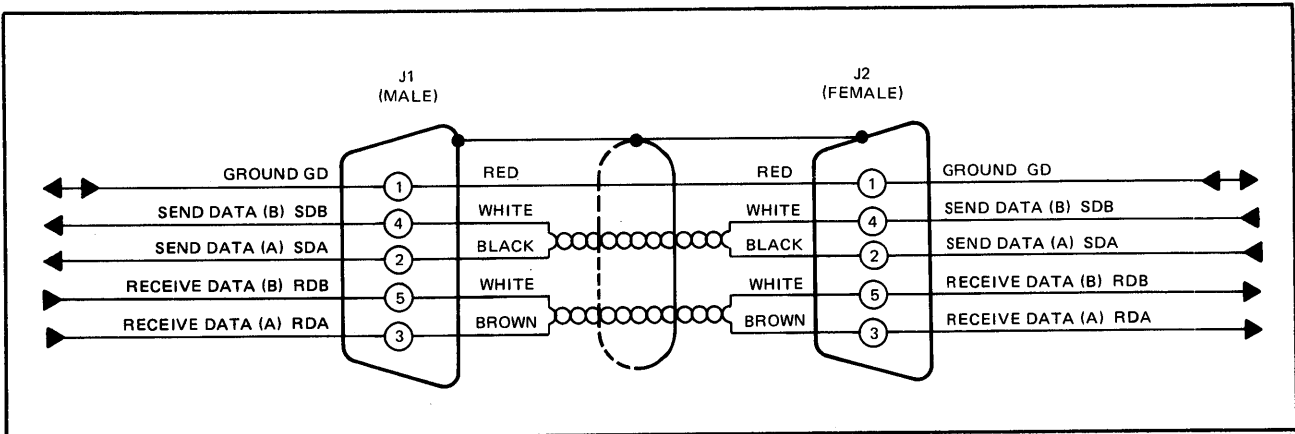 J1
(MALE)
J2
(FEMALE)
GROUND GD 1 RED RED 1 GROUND GD
SEND DATA (B) SDB 4 WHITE WHITE 4 SEND DATA (B) SDB
SEND DATA (A) SDA 2 BLACK BLACK 2 SEND DATA (A) SDA
RECEIVE DATA (B) RDB 5 WHITE WHITE 5 RECEIVE DATA (B) RDB
RECEIVE DATA (A) RDA 3 BROWN BROWN 3 RECEIVE DATA (A) RDA